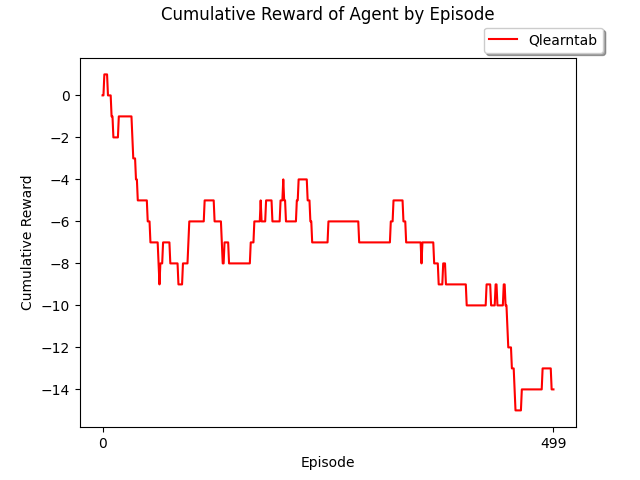 Cumulative Reward of Agent by Episode
Qlearntab
0
−2
−4
−6
−8
−10
−12
−14
Cumulative Reward
0 499
Episode